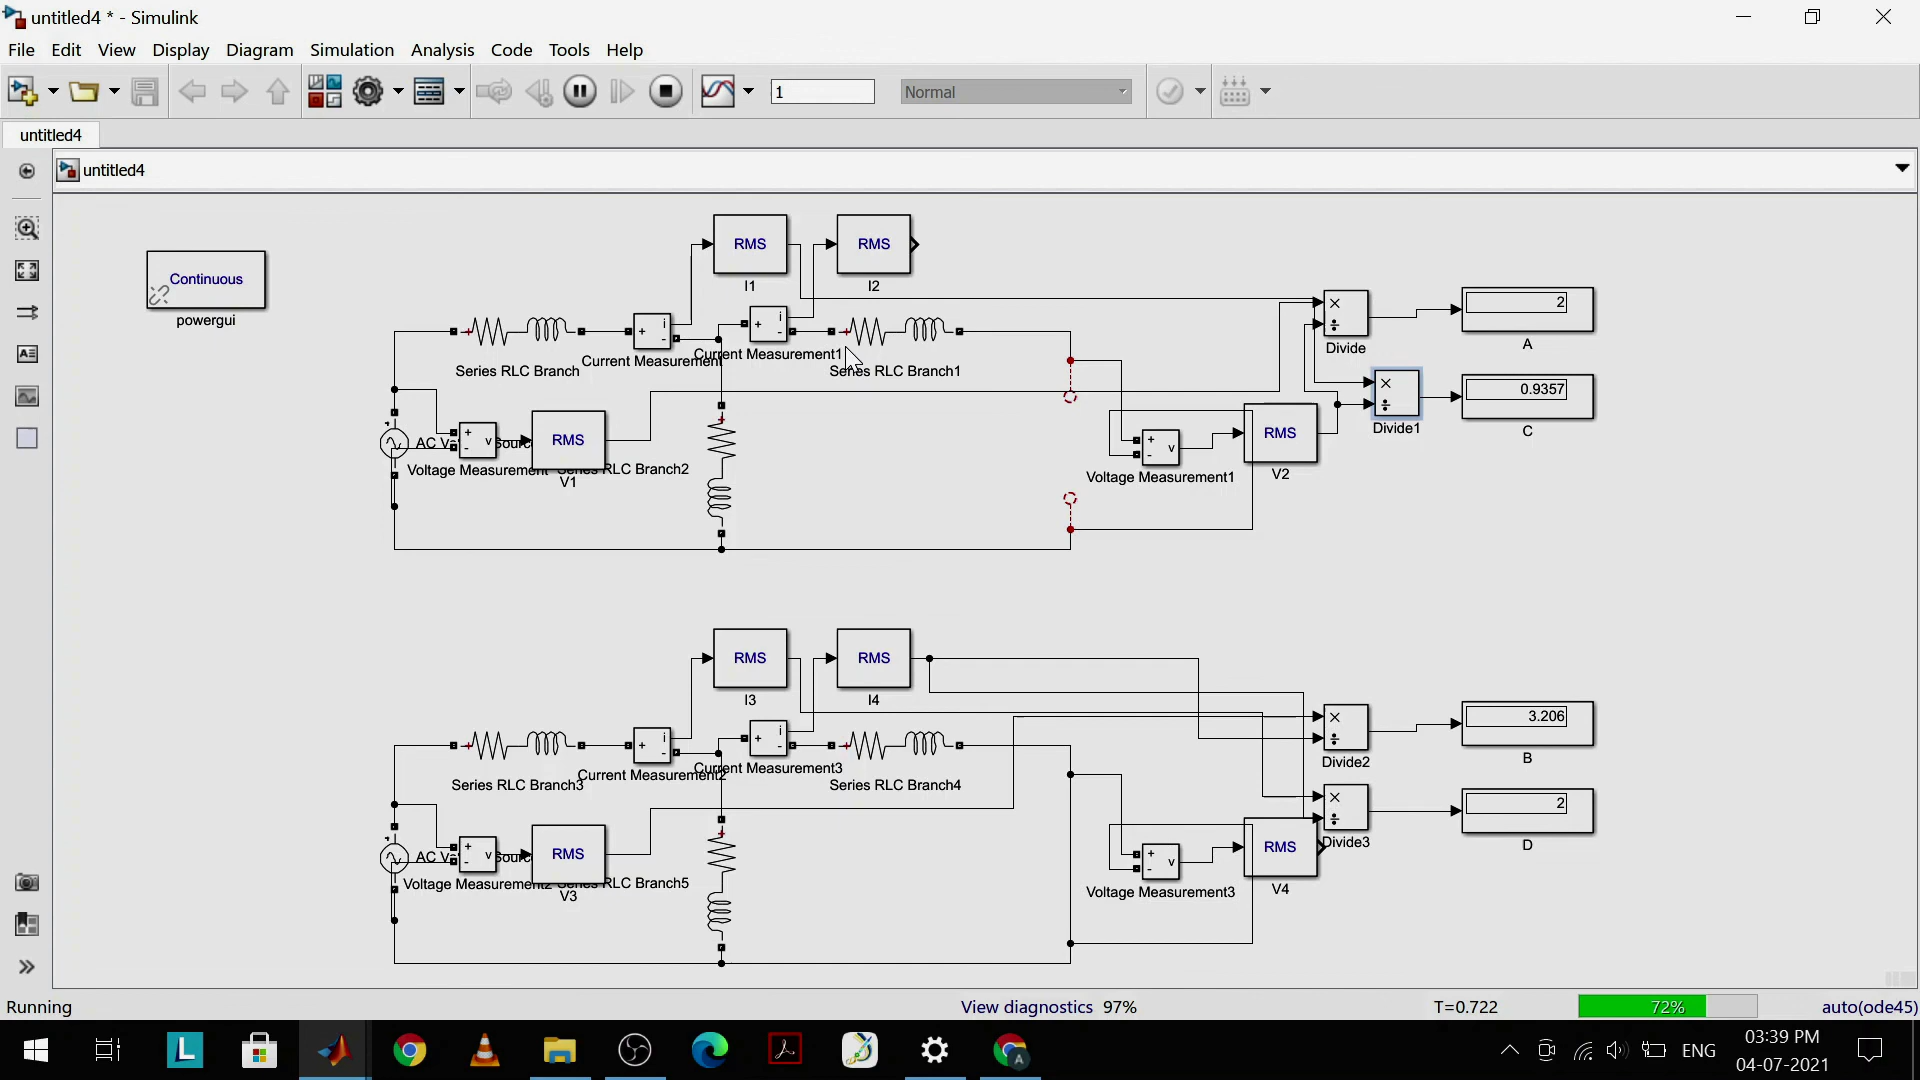 untitled4 * - Simulink
File Edit View Display Diagram Simulation Analysis Code Tools Help
1 Normal
untitled4
untitled4
Continuous
powergui
RMS RMS
I1 I2
Series RLC Branch
Current Measurement
Current Measurement1
Series RLC Branch1
× ÷
Divide
2
A
× ÷
Divide1
0.9357
C
Voltage Measurement
RMS
V1
RLC Branch2
Voltage Measurement1
RMS
V2
RMS RMS
I3 I4
Series RLC Branch3
Current Measurement2
Current Measurement3
Series RLC Branch4
× ÷
Divide2
3.206
B
× ÷
Divide3
2
D
Voltage Measurement2
RMS
V3
RLC Branch5
Voltage Measurement3
RMS
V4
Running View diagnostics 97% T=0.722 72% auto(ode45)
ENG 03:39 PM
04-07-2021